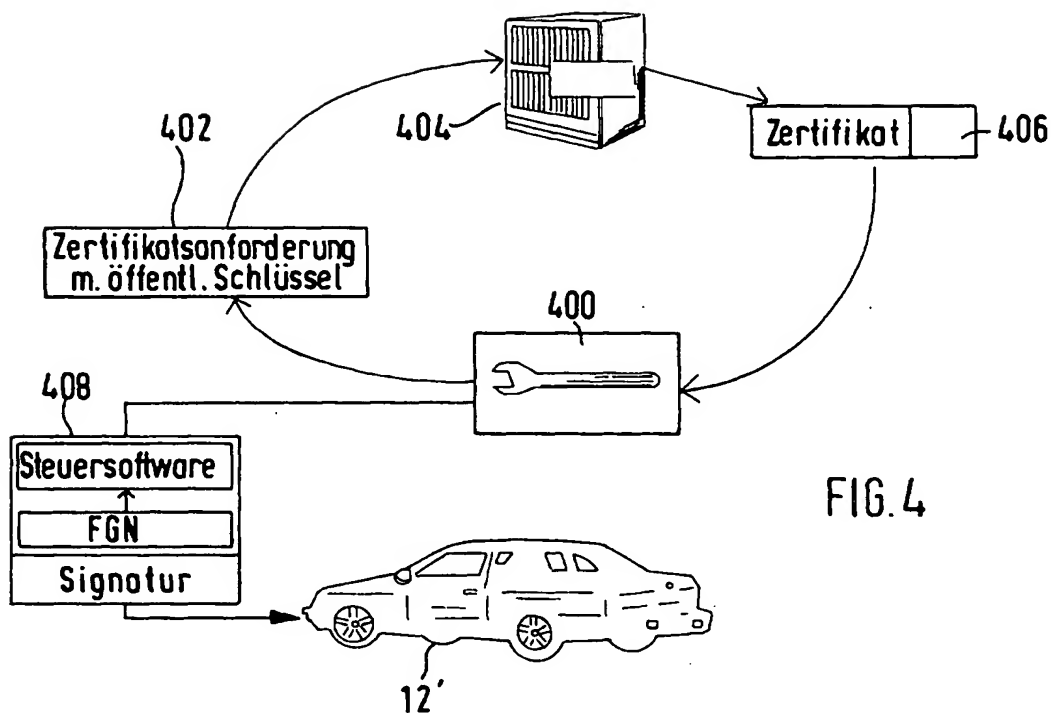 404
402
Zertifikat
406
Zertifikatsanforderung
m. öffentl. Schlüssel
400
408
Steuersoftware
FGN
Signatur
FIG. 4
12'